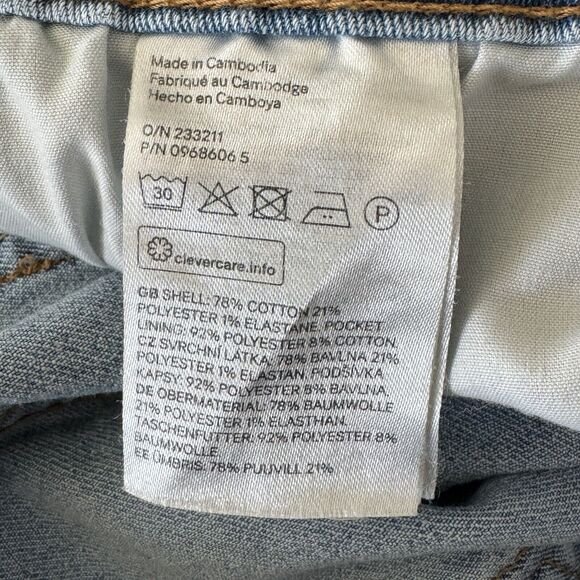 Made in Cambodia
Fabriqué au Cambodge
Hecho en Camboya
O/N 233211
P/N 0968606 5
30
P
clevercare.info
GB SHELL: 78% COTTON 21%
POLYESTER 1% ELASTANE. POCKET
LINING: 92% POLYESTER 8% COTTON.
CZ SVRCHNÍ LÁTKA: 78% BAVLNA 21%
POLYESTER 1% ELASTAN. PODŠÍVKA
KAPSY: 92% POLYESTER 8% BAVLNA.
DE OBERMATERIAL: 78% BAUMWOLLE
21% POLYESTER 1% ELASTHAN.
TASCHENFUTTER: 92% POLYESTER 8%
BAUMWOLLE
EE ÜMBRIS: 78% PUUVILL 21%